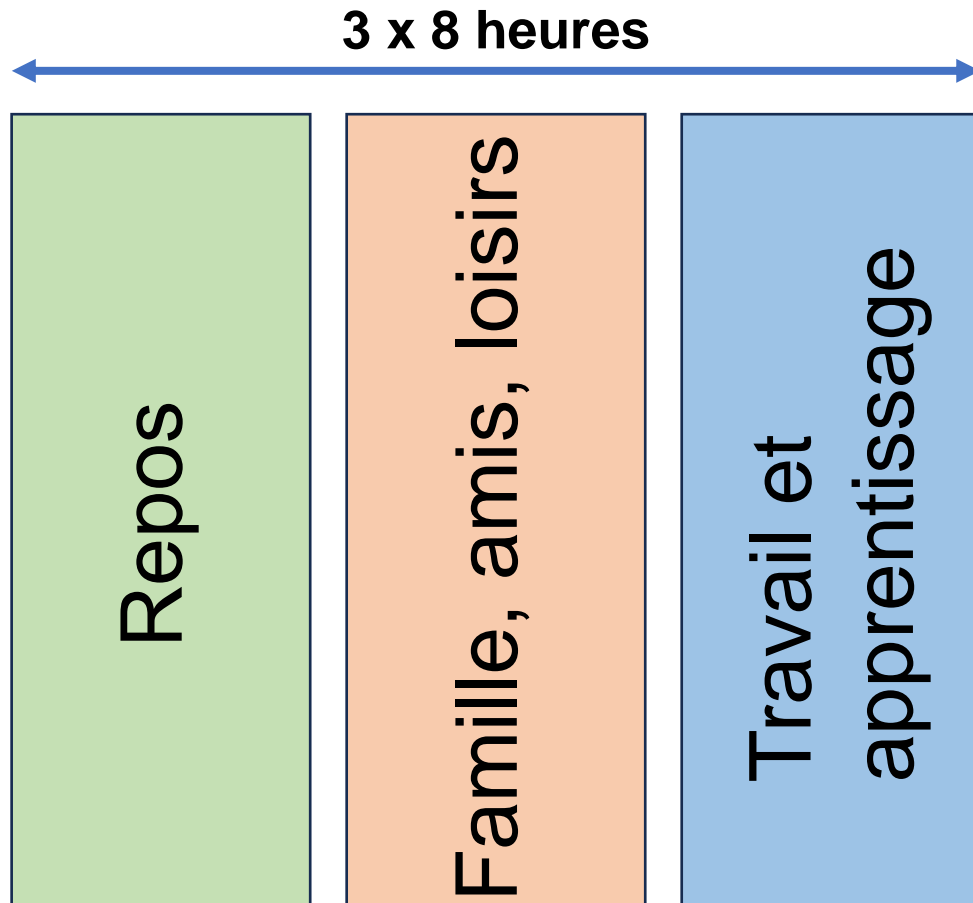 3 x 8 heures
Repos
Famille, amis, loisirs
Travail et
apprentissage